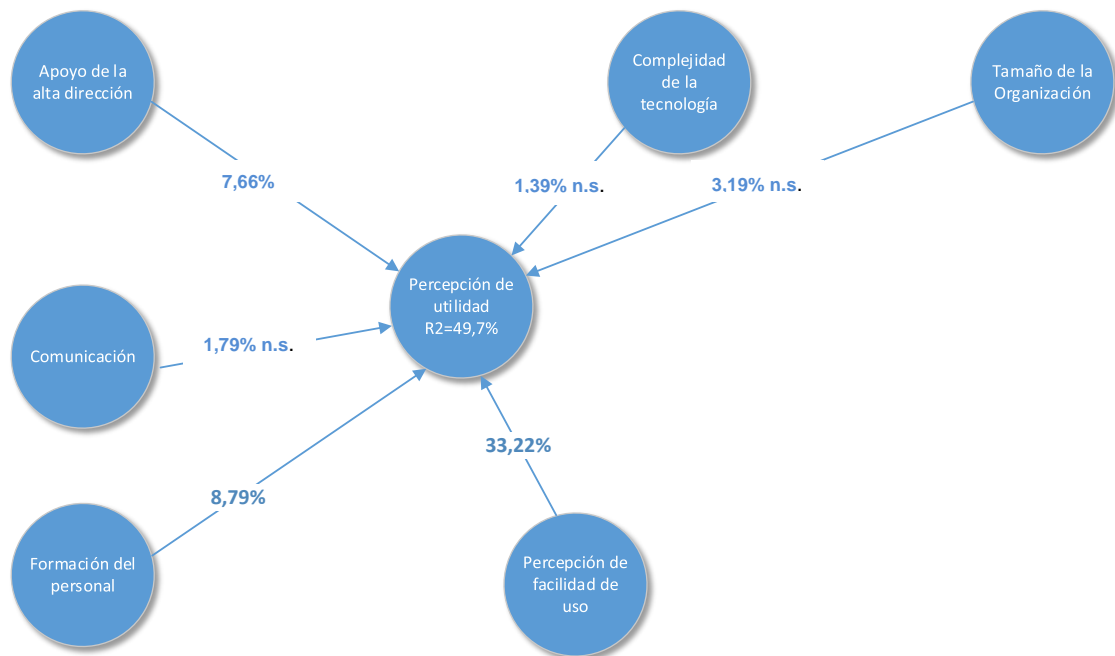 Apoyo de la
alta dirección
Complejidad
de la
tecnología
Tamaño de la
Organización
7,66%
1,39% n.s.
3,19% n.s.
Percepción de
utilidad
R2=49,7%
Comunicación
1,79% n.s.
33,22%
8,79%
Formación del
personal
Percepción de
facilidad de
uso